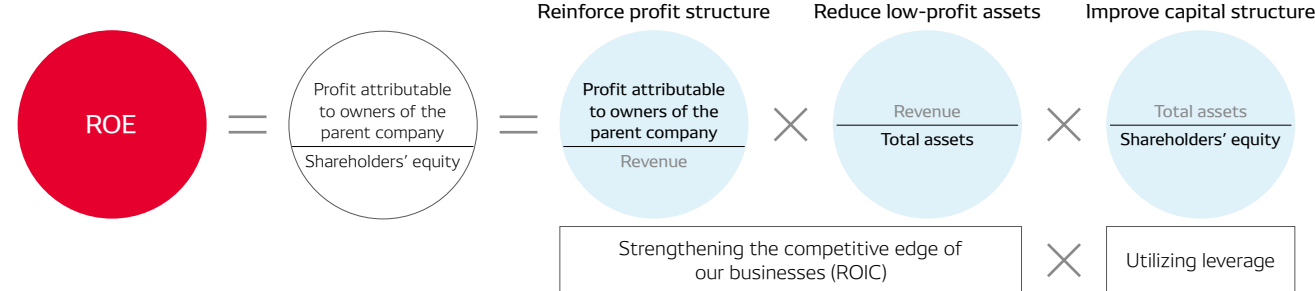 Reinforce profit structure
Reduce low-profit assets
Improve capital structure
ROE
=
Profit attributable
to owners of the
parent company
Shareholders’ equity
=
Profit attributable
to owners of the
parent company
Revenue
×
Revenue
Total assets
×
Total assets
Shareholders’ equity
Strengthening the competitive edge of
our businesses (ROIC)
×
Utilizing leverage